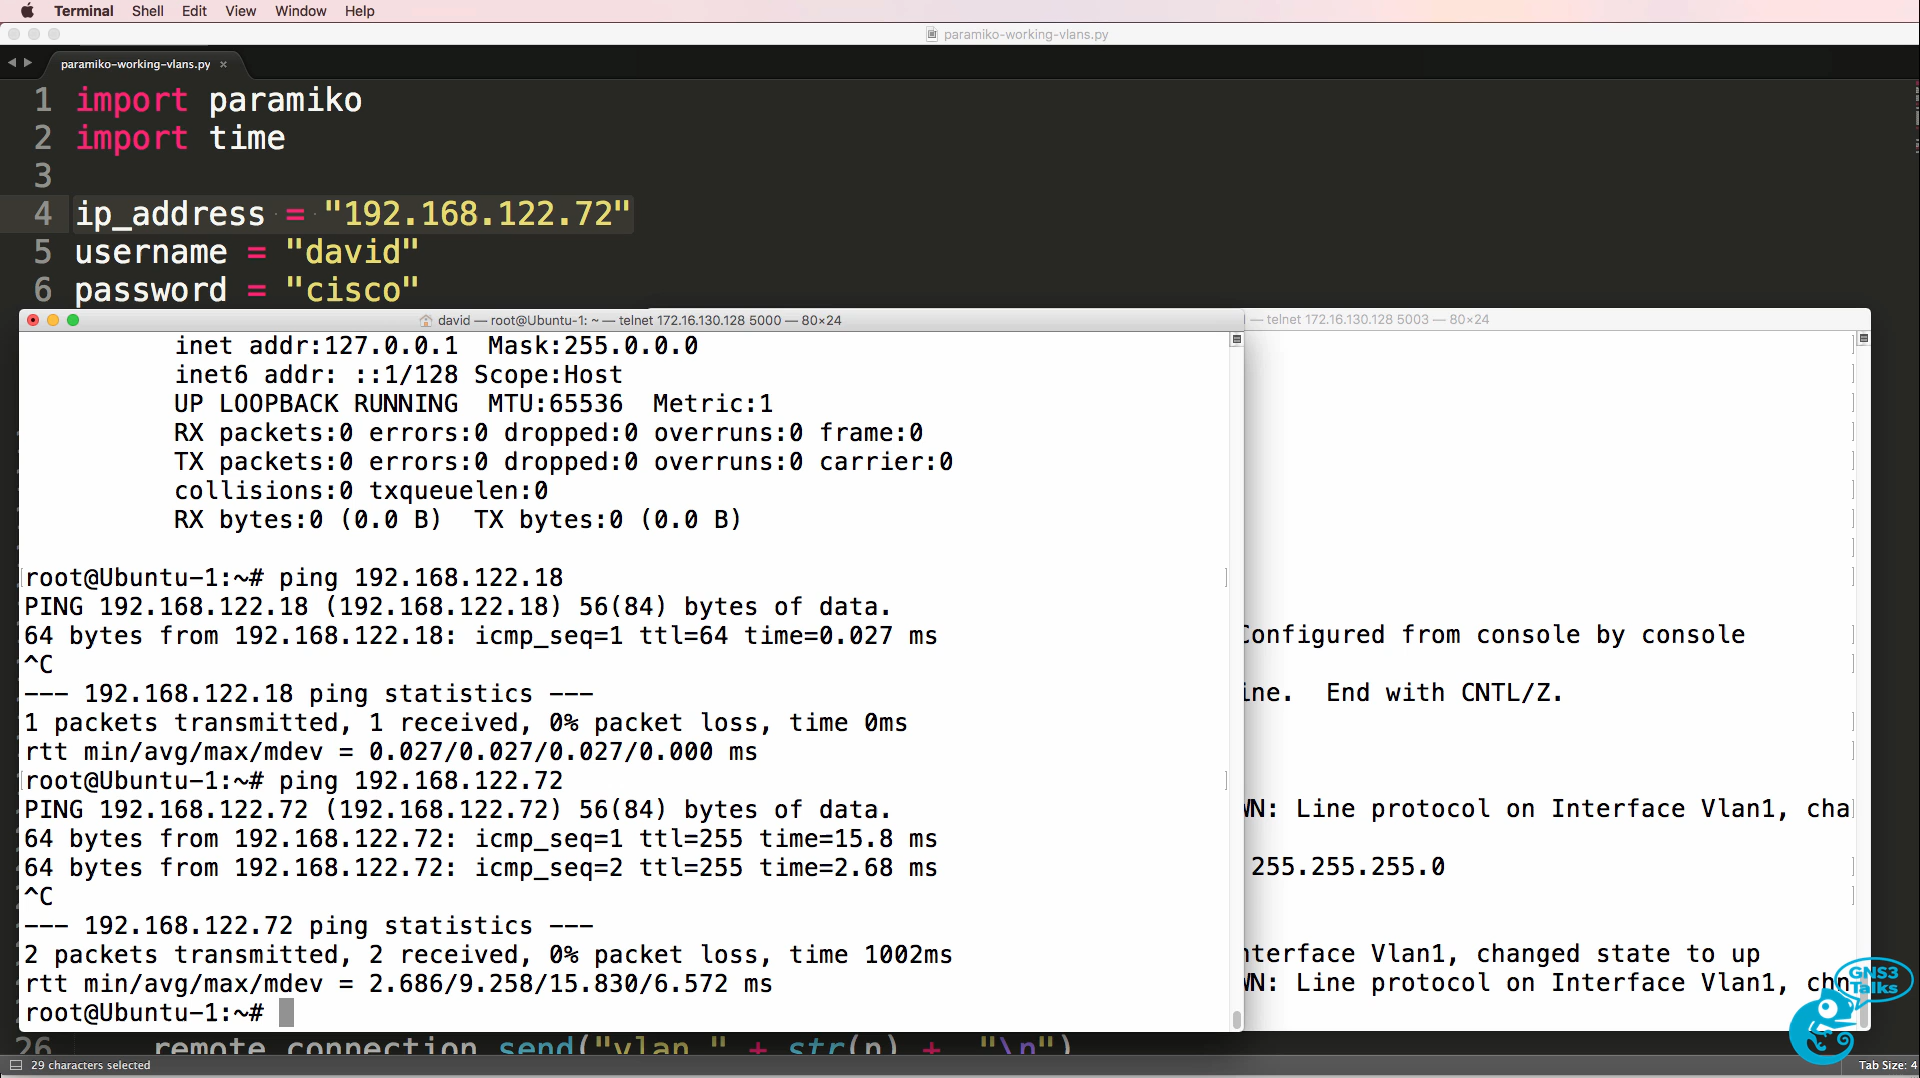 Terminal Shell Edit View Window Help
paramiko-working-vlans.py
paramiko-working-vlans.py ×
1 import paramiko
2 import time
3
4 ip_address = "192.168.122.72"
5 username = "david"
6 password = "cisco"
david — root@Ubuntu-1: ~ — telnet 172.16.130.128 5000 — 80×24
— telnet 172.16.130.128 5003 — 80×24
inet addr:127.0.0.1  Mask:255.0.0.0
inet6 addr: ::1/128 Scope:Host
UP LOOPBACK RUNNING  MTU:65536  Metric:1
RX packets:0 errors:0 dropped:0 overruns:0 frame:0
TX packets:0 errors:0 dropped:0 overruns:0 carrier:0
collisions:0 txqueuelen:0
RX bytes:0 (0.0 B)  TX bytes:0 (0.0 B)
root@Ubuntu-1:~# ping 192.168.122.18
PING 192.168.122.18 (192.168.122.18) 56(84) bytes of data.
64 bytes from 192.168.122.18: icmp_seq=1 ttl=64 time=0.027 ms
^C
--- 192.168.122.18 ping statistics ---
1 packets transmitted, 1 received, 0% packet loss, time 0ms
rtt min/avg/max/mdev = 0.027/0.027/0.027/0.000 ms
root@Ubuntu-1:~# ping 192.168.122.72
PING 192.168.122.72 (192.168.122.72) 56(84) bytes of data.
64 bytes from 192.168.122.72: icmp_seq=1 ttl=255 time=15.8 ms
64 bytes from 192.168.122.72: icmp_seq=2 ttl=255 time=2.68 ms
^C
--- 192.168.122.72 ping statistics ---
2 packets transmitted, 2 received, 0% packet loss, time 1002ms
rtt min/avg/max/mdev = 2.686/9.258/15.830/6.572 ms
root@Ubuntu-1:~#
Configured from console by console
ine.  End with CNTL/Z.
WN: Line protocol on Interface Vlan1, cha
255.255.255.0
nterface Vlan1, changed state to up
WN: Line protocol on Interface Vlan1, chn
GNS3
Talks
26 remote_connection.send("vlan " + str(n) + "\n")
29 characters selected
Tab Size: 4